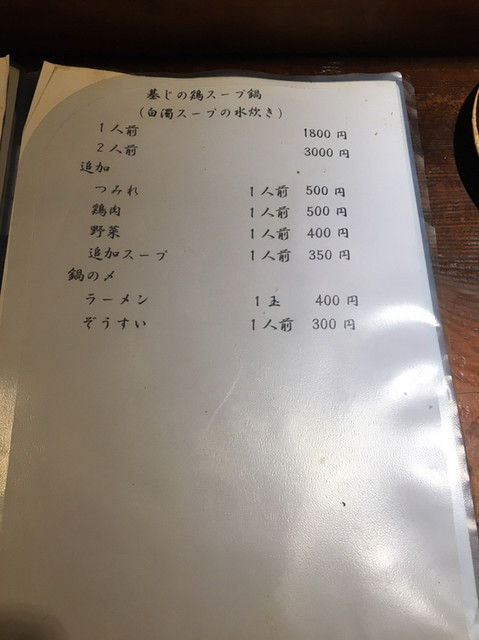 基じの鶏スープ鍋
(白濁スープの水炊き)
1人前 1800円
2人前 3000円
追加
つみれ 1人前 500円
鶏肉 1人前 500円
野菜 1人前 400円
追加スープ 1人前 350円
鍋の〆
ラーメン 1玉 400円
ぞうすい 1人前 300円